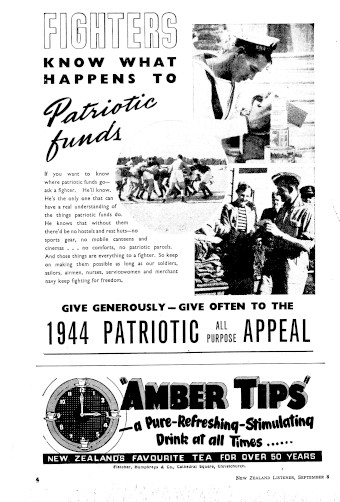 FIGHTERS
KNOW WHAT
HAPPENS TO
Patriotic
funds
If you want to know
where patriotic funds go—
ask a fighter. He'll know.
He's the only one that can
have a real understanding of
the things patriotic funds do.
He knows that without them
there'd be no hostels and rest huts—no
sports gear, no mobile canteens and
cinemas . . . no comforts, no patriotic parcels.
And those things are everything to a fighter. So keep
on making them possible as long as our soldiers,
sailors, airmen, nurses, servicewomen and merchant
navy keep fighting for freedom.
GIVE GENEROUSLY—GIVE OFTEN TO THE
1944 PATRIOTIC ALL PURPOSE APPEAL
"AMBER TIPS"
—a Pure-Refreshing-Stimulating
Drink at all Times ......
NEW ZEALAND'S FAVOURITE TEA FOR OVER 50 YEARS
Fletcher, Humphreys & Co., Cathedral Square, Christchurch.
4 NEW ZEALAND LISTENER, SEPTEMBER 8